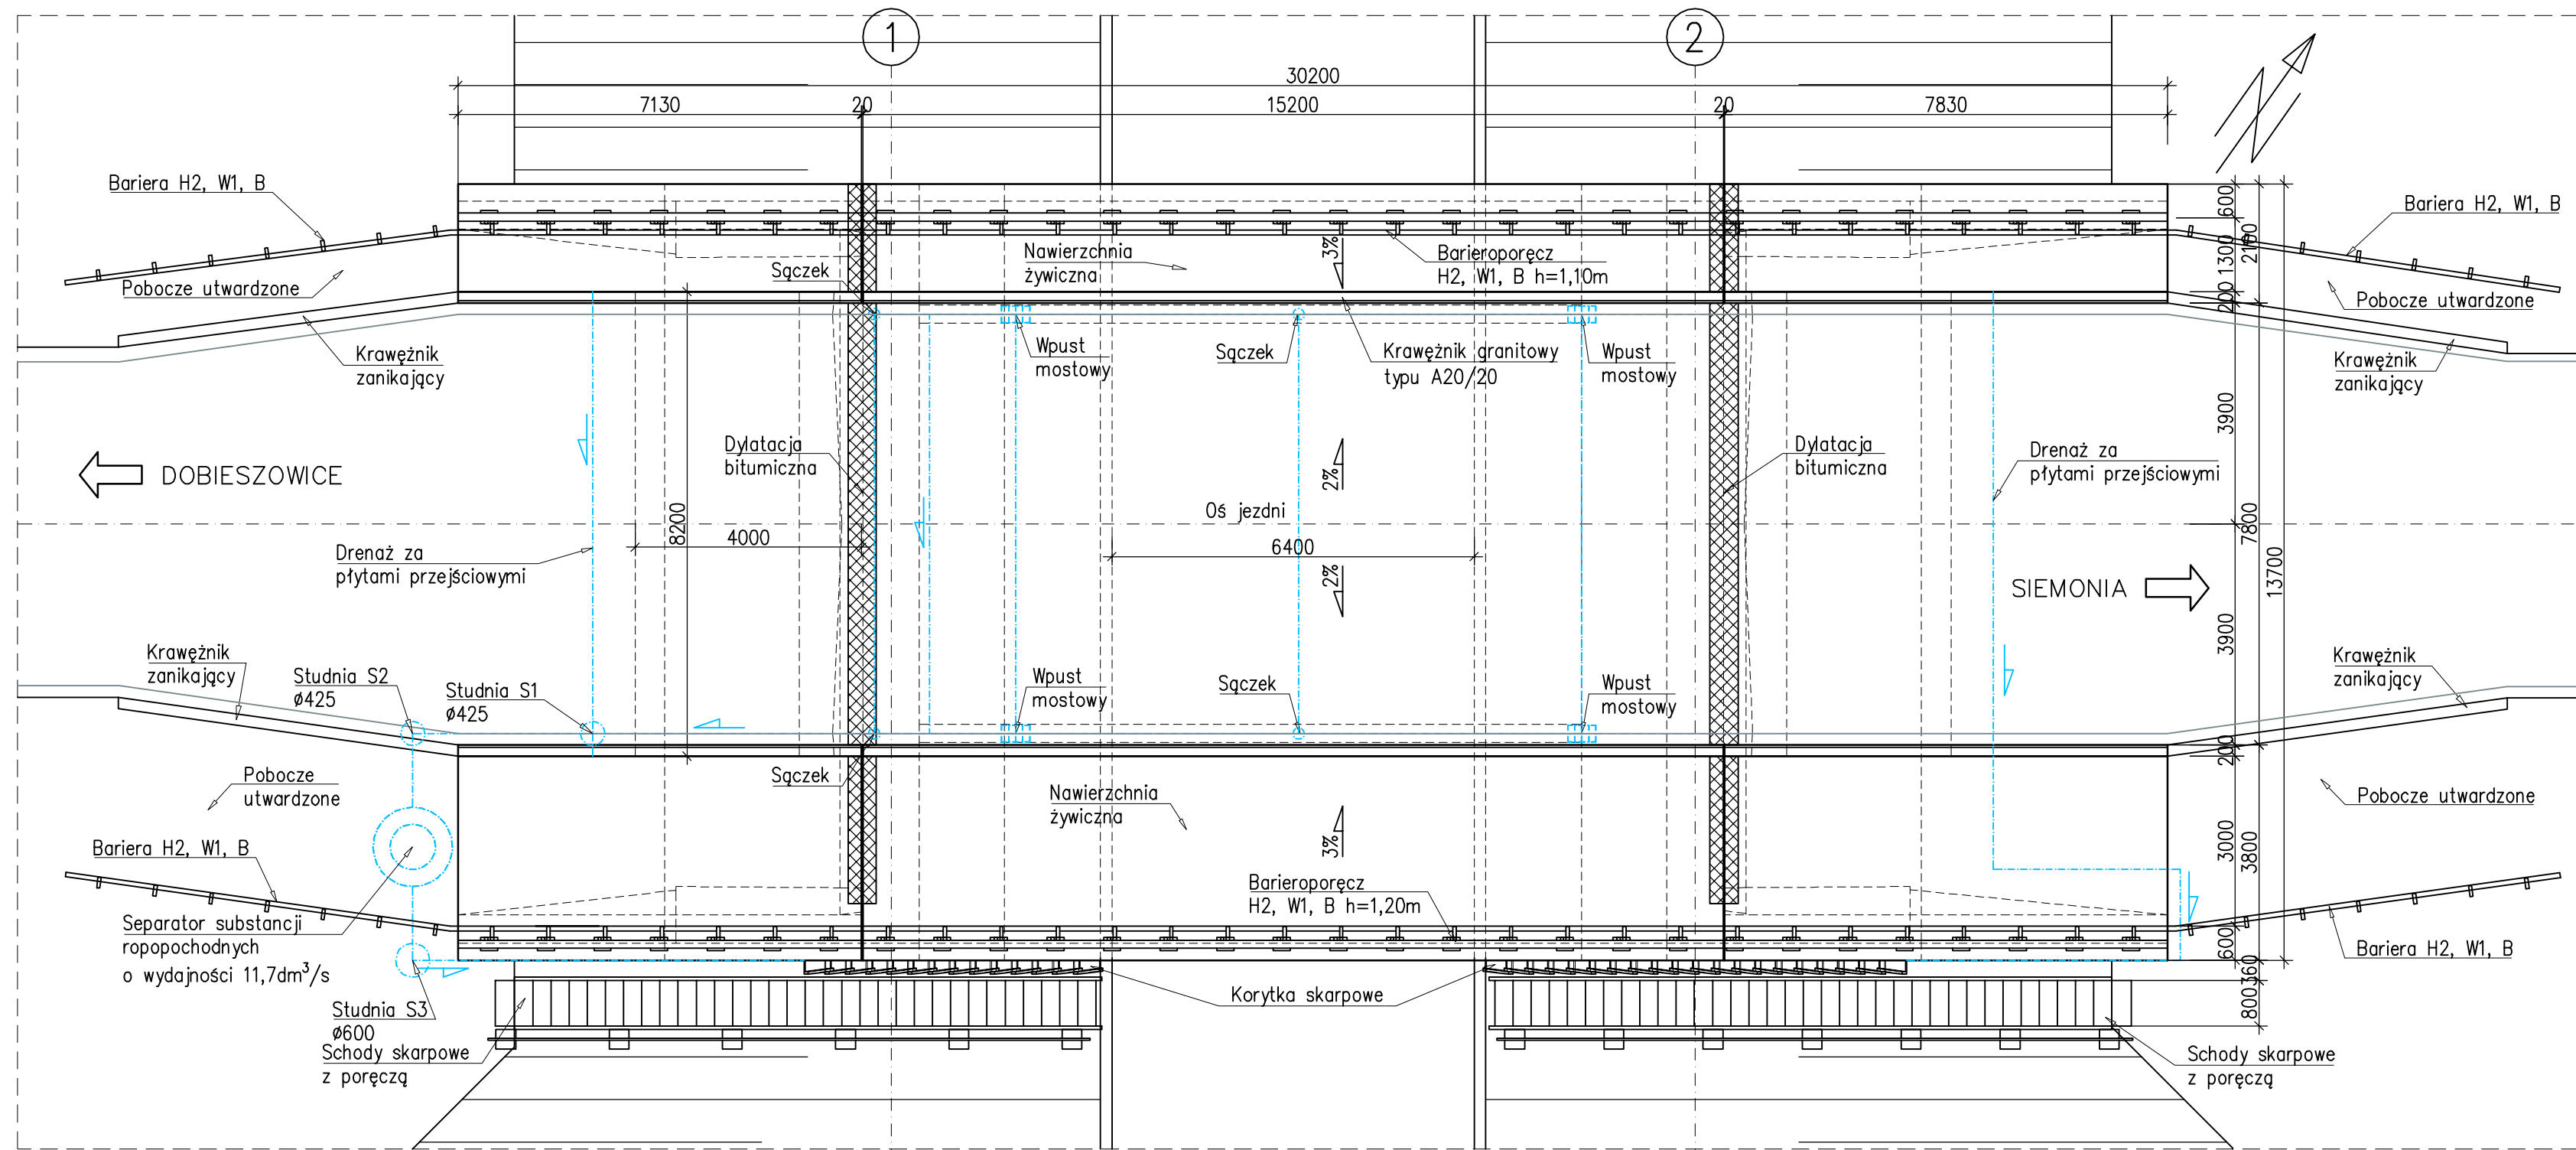 1
2
30200
7130
20
15200
20
7830
Bariera H2, W1, B
Pobocze utwardzone
Krawężnik
zanikający
Sączek
Nawierzchnia
żywiczna
3%
Barieroporęcz
H2, W1, B h=1,10m
Wpust
mostowy
Sączek
Krawężnik granitowy
typu A20/20
Wpust
mostowy
600
1300
200
2100
Bariera H2, W1, B
Pobocze utwardzone
Krawężnik
zanikający
3900
DOBIESZOWICE
Dylatacja
bitumiczna
2%
Oś jezdni
Dylatacja
bitumiczna
Drenaż za
płytami przejściowymi
8200
4000
6400
7800
13700
Drenaż za
płytami przejściowymi
2%
SIEMONIA
3900
Krawężnik
zanikający
Studnia S2
ø425
Studnia S1
ø425
Wpust
mostowy
Sączek
Wpust
mostowy
Krawężnik
zanikający
200
Pobocze
utwardzone
Sączek
Nawierzchnia
żywiczna
3%
3000
3800
Pobocze utwardzone
Bariera H2, W1, B
Barieroporęcz
H2, W1, B h=1,20m
Separator substancji
ropopochodnych
o wydajności 11,7dm³/s
600
Bariera H2, W1, B
360
800
Korytka skarpowe
Studnia S3
ø600
Schody skarpowe
z poręczą
Schody skarpowe
z poręczą